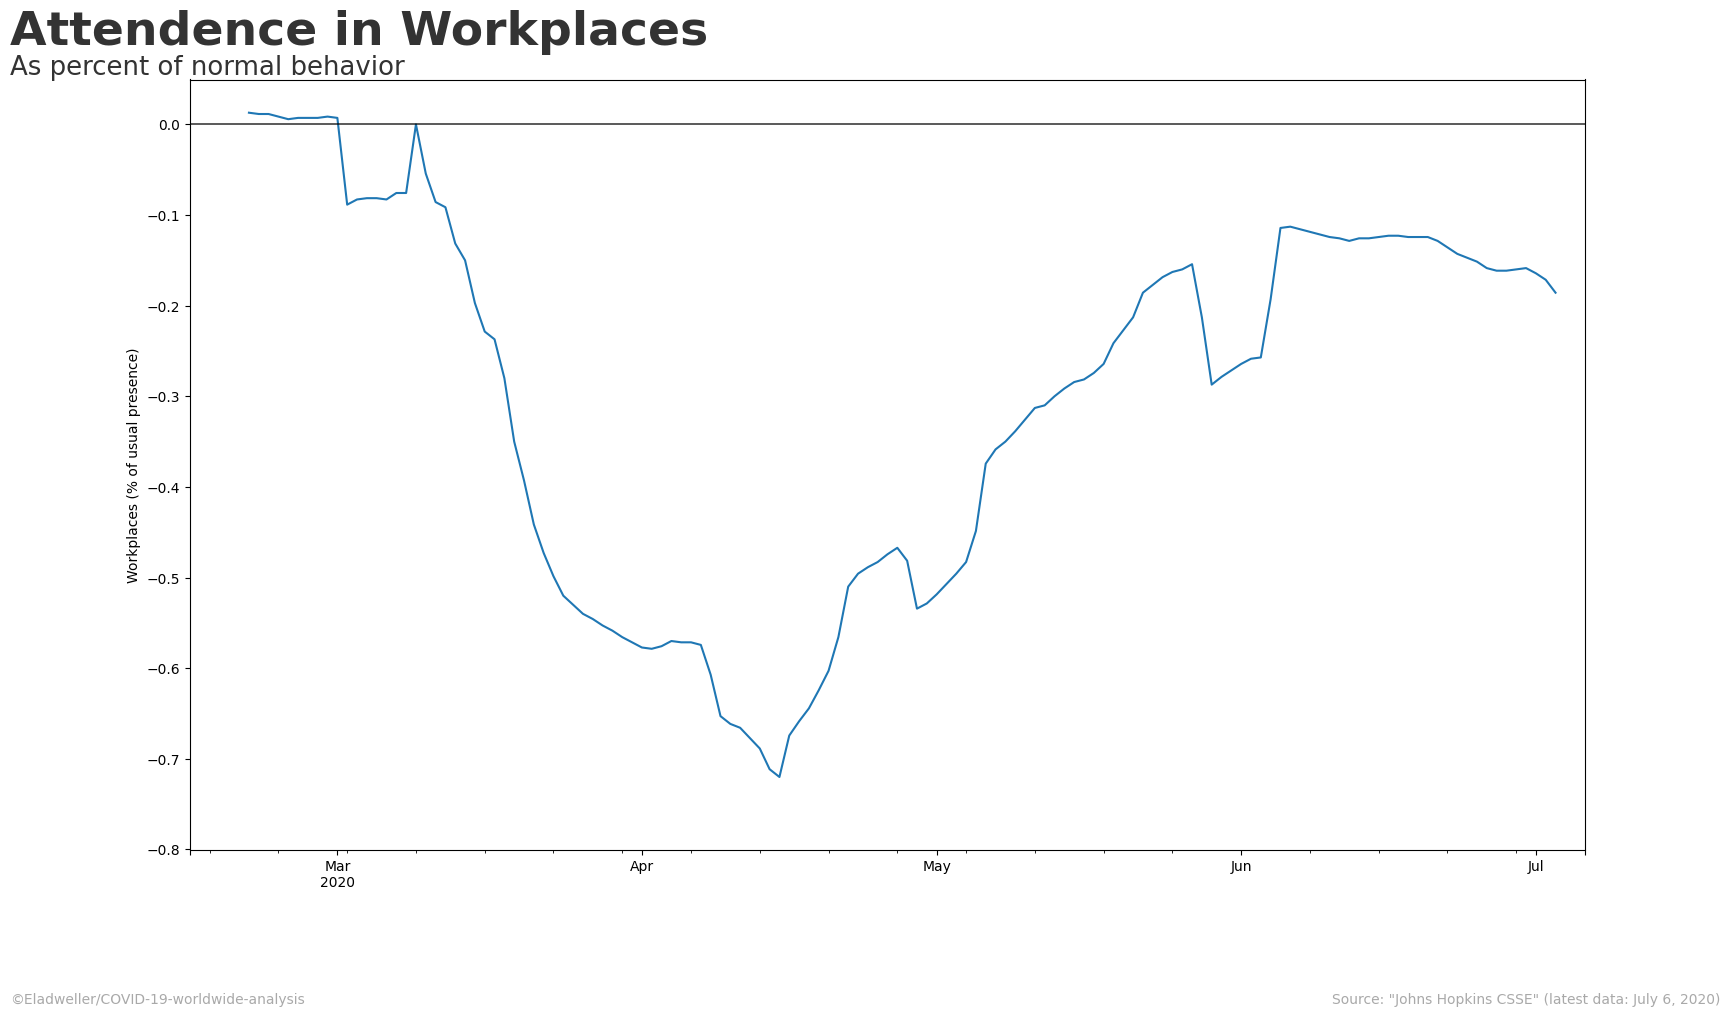 Attendence in Workplaces
As percent of normal behavior
Workplaces (% of usual presence)
0.0
−0.1
−0.2
−0.3
−0.4
−0.5
−0.6
−0.7
−0.8
Mar
2020
Apr
May
Jun
Jul
©Eladweller/COVID-19-worldwide-analysis
Source: "Johns Hopkins CSSE" (latest data: July 6, 2020)